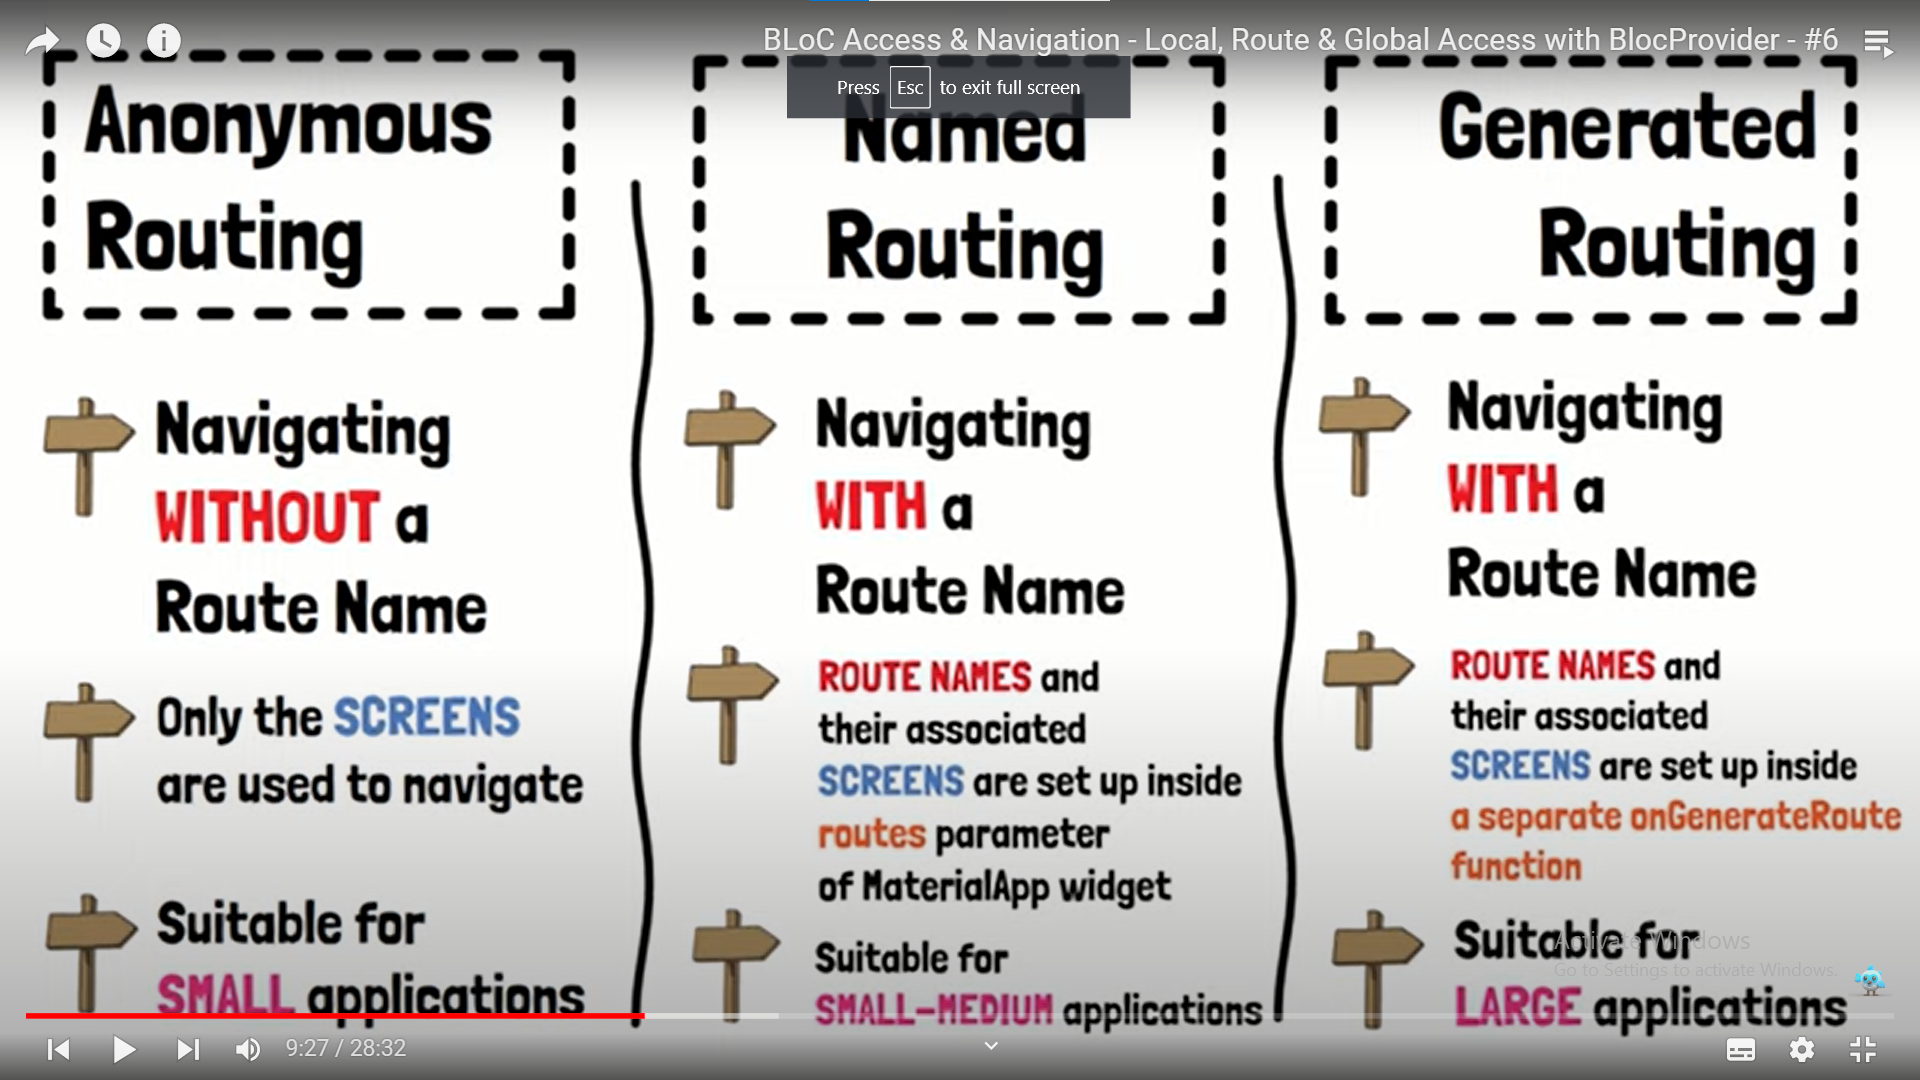 BLoC Access & Navigation - Local, Route & Global Access with BlocProvider - #6
Press Esc to exit full screen
Anonymous
Routing
Navigating
WITHOUT a
Route Name
Only the SCREENS
are used to navigate
Suitable for
SMALL applications
Named
Routing
Navigating
WITH a
Route Name
ROUTE NAMES and
their associated
SCREENS are set up inside
routes parameter
of MaterialApp widget
Suitable for
SMALL-MEDIUM applications
Generated
Routing
Navigating
WITH a
Route Name
ROUTE NAMES and
their associated
SCREENS are set up inside
a separate onGenerateRoute
function
Suitable for
LARGE applications
Activate Windows
Go to Settings to activate Windows.
9:27 / 28:32